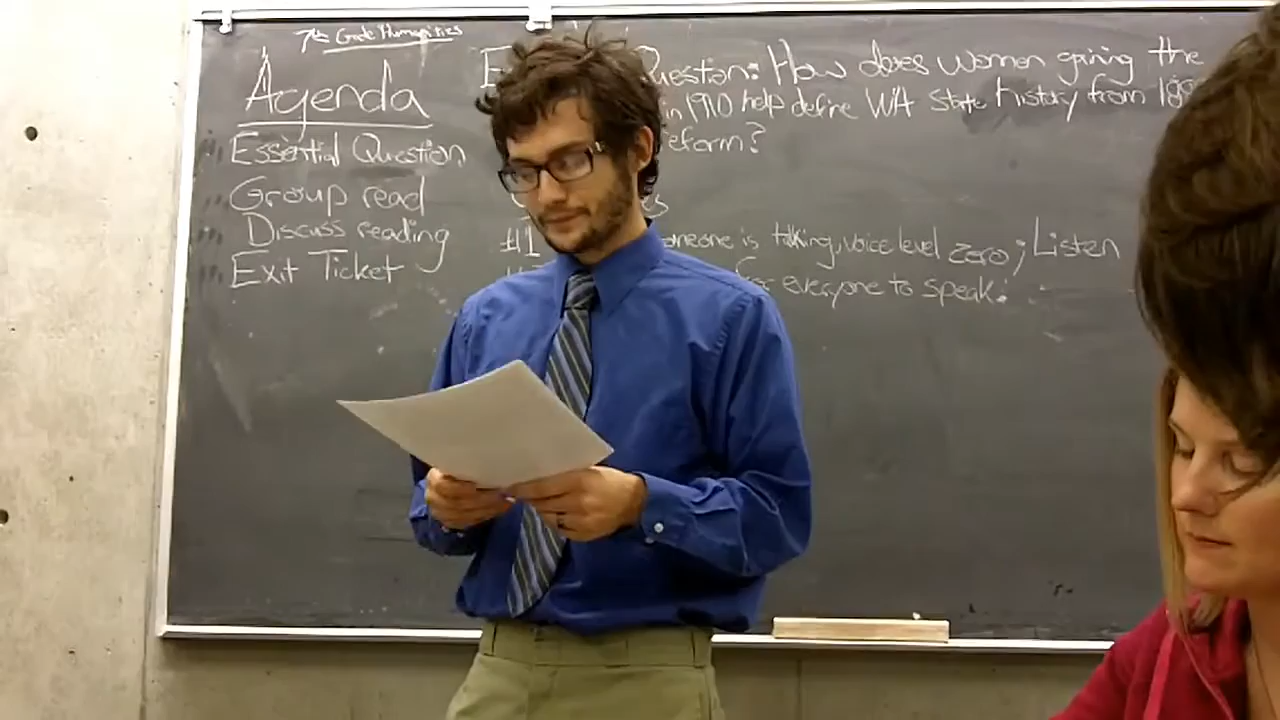 7th Grade Humanities
Agenda
Essential Question
Group read
Discuss reading
Exit Ticket
Question: How does women gaining the
in 1910 help define WA State history from
eform?
#1 omeone is talking, voice level zero; Listen
for everyone to speak.